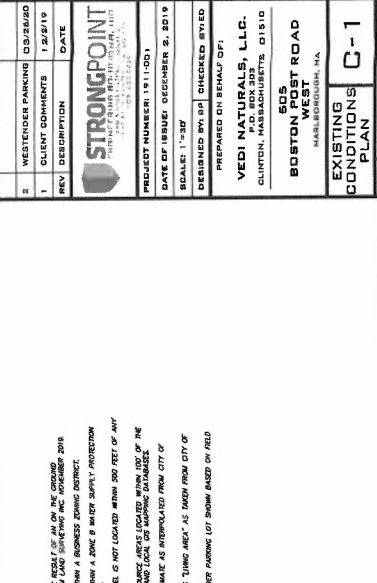 RESULT OF AN ON THE GROUND
LAND SURVEYING INC. NOVEMBER 2019.
A BUSINESS ZONING DISTRICT.
A ZONE B WATER SUPPLY PROTECTION
IS NOT LOCATED WITHIN 500 FEET OF ANY
AREAS LOCATED WITHIN 100' OF THE
LOCAL GIS MAPPING DATABASES.
AS INTERPOLATED FROM CITY OF
"LIVING AREA" AS TAKEN FROM CITY OF
PARKING LOT SHOWN BASED ON FIELD
2 WESTENDER PARKING 03/26/20
1 CLIENT COMMENTS 12/2/19
REV DESCRIPTION DATE
STRONGPOINT
ENGINEERING SOLUTIONS, INC
PROJECT NUMBER: 1911-001
DATE OF ISSUE: DECEMBER 2, 2019
SCALE: 1"=30'
DESIGNED BY: SP CHECKED BY: ED
PREPARED ON BEHALF OF:
VEDI NATURALS, LLC.
P.O. BOX 303
CLINTON, MASSACHUSETTS 01510
505
BOSTON POST ROAD
WEST
MARLBOROUGH, MA
EXISTING
CONDITIONS
PLAN
C-1